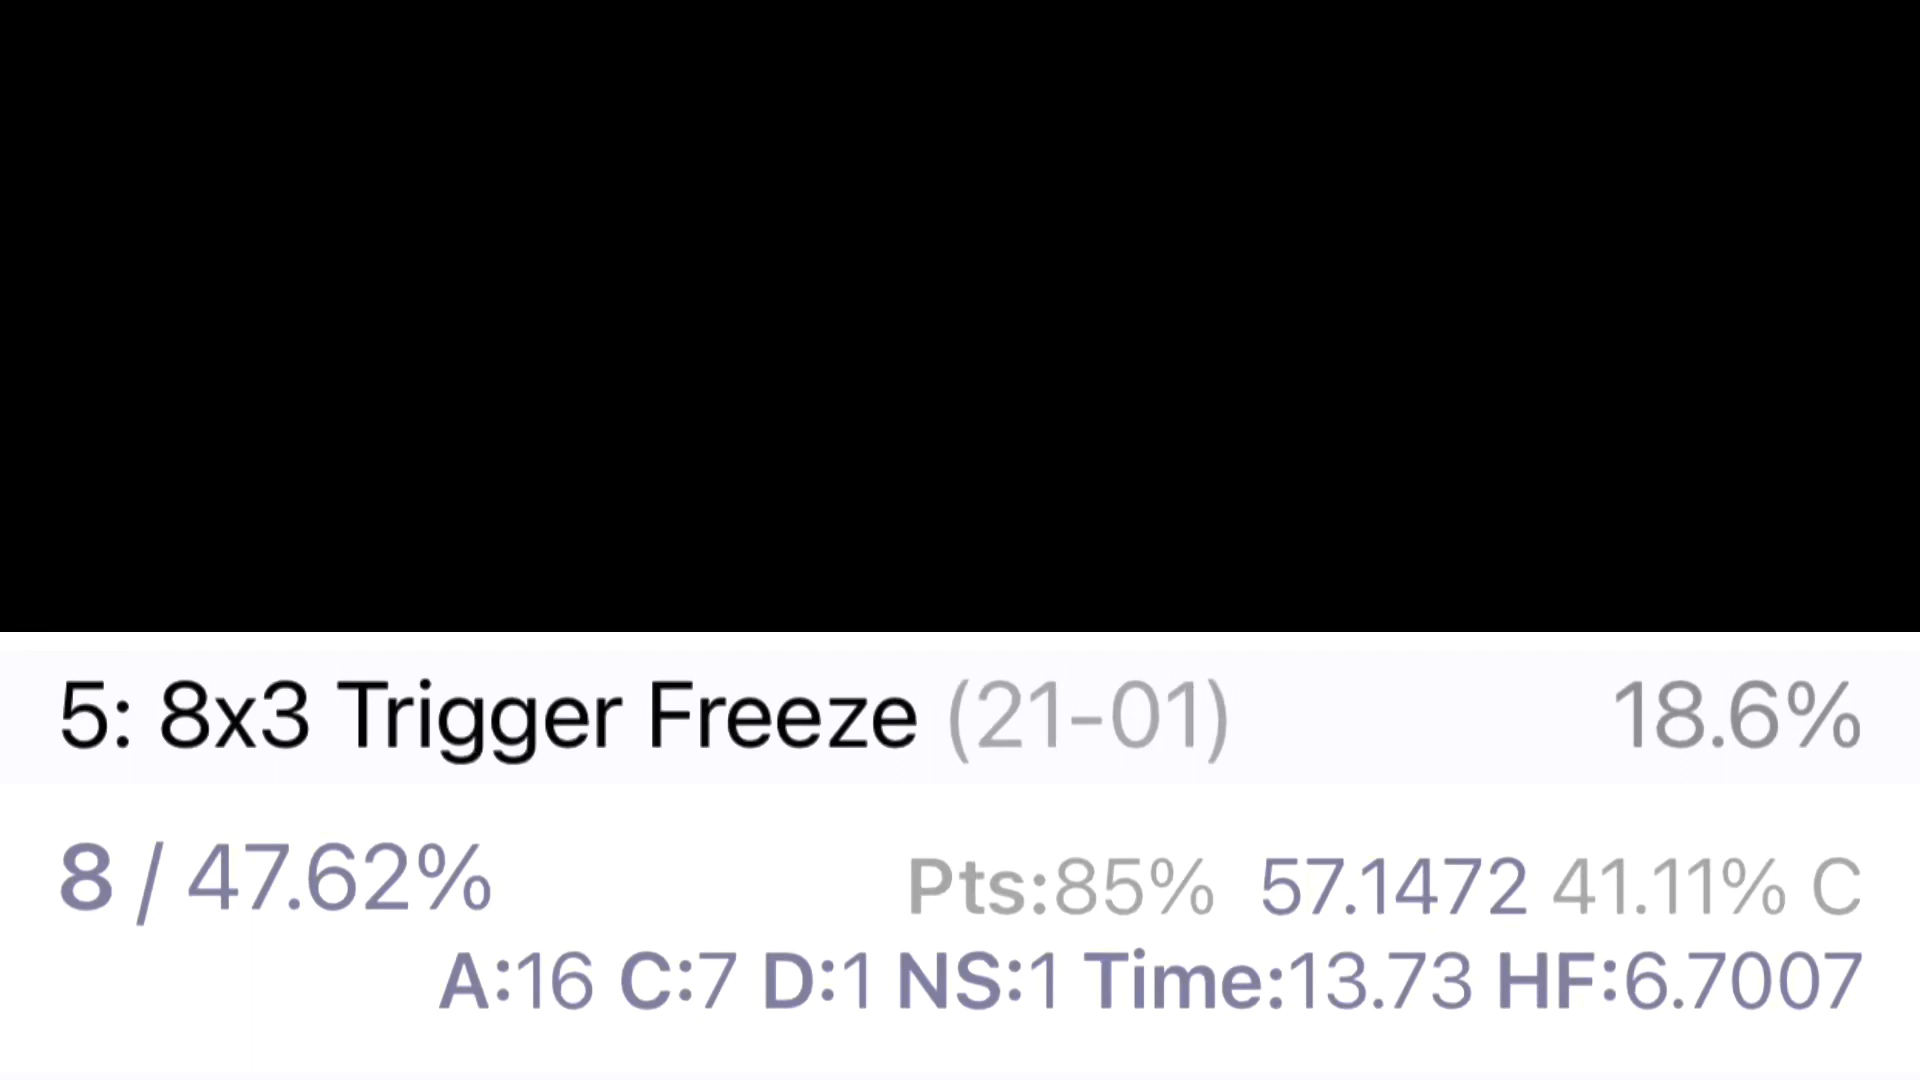 5: 8x3 Trigger Freeze (21-01) 18.6%
8 / 47.62% Pts:85% 57.1472 41.11% C
A:16 C:7 D:1 NS:1 Time:13.73 HF:6.7007